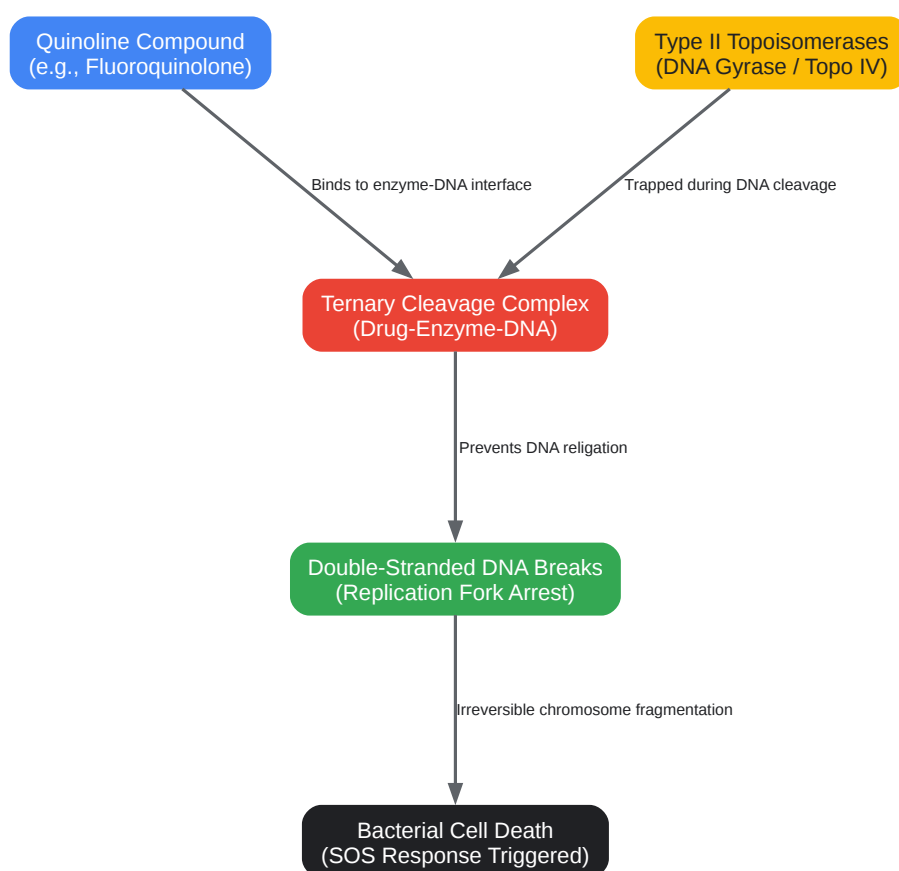 Quinoline Compound
(e.g., Fluoroquinolone)
Type II Topoisomerases
(DNA Gyrase / Topo IV)
Binds to enzyme-DNA interface
Trapped during DNA cleavage
Ternary Cleavage Complex
(Drug-Enzyme-DNA)
Prevents DNA religation
Double-Stranded DNA Breaks
(Replication Fork Arrest)
Irreversible chromosome fragmentation
Bacterial Cell Death
(SOS Response Triggered)